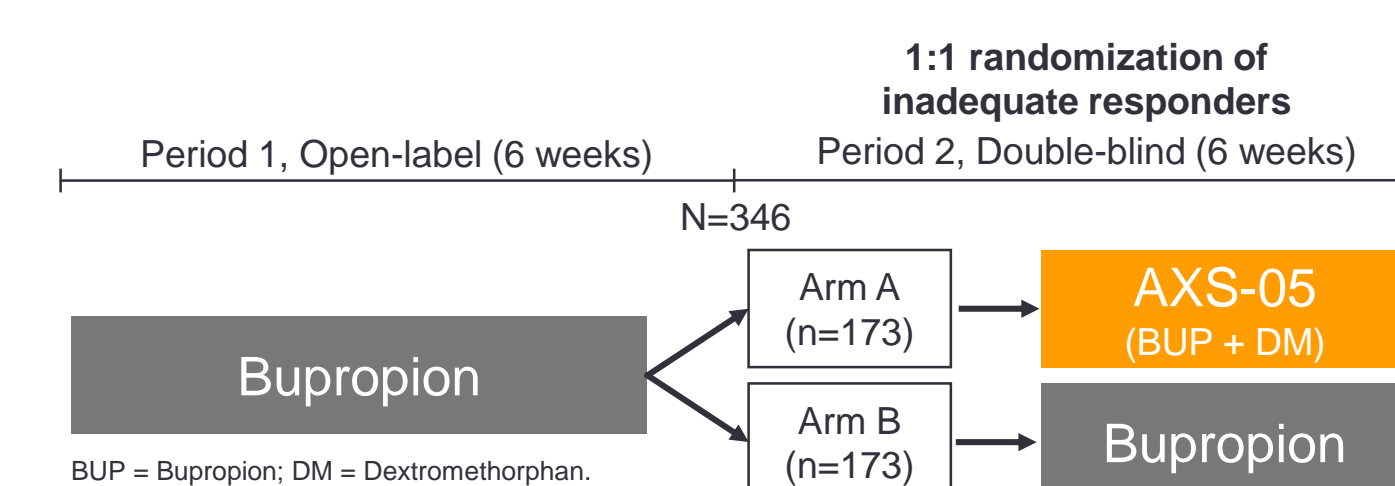 1:1 randomization of
inadequate responders
Period 1, Open-label (6 weeks)
Period 2, Double-blind (6 weeks)
N=346
Arm A
(n=173)
AXS-05
(BUP + DM)
Bupropion
Arm B
(n=173)
Bupropion
BUP = Bupropion; DM = Dextromethorphan.